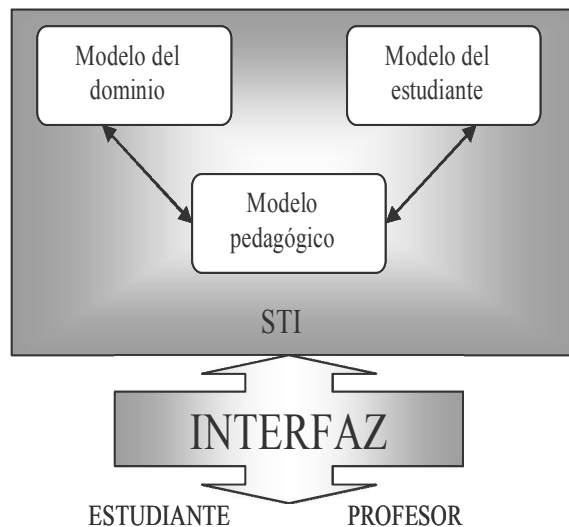 Modelo del
dominio
Modelo del
estudiante
Modelo
pedagógico
STI
INTERFAZ
ESTUDIANTE PROFESOR